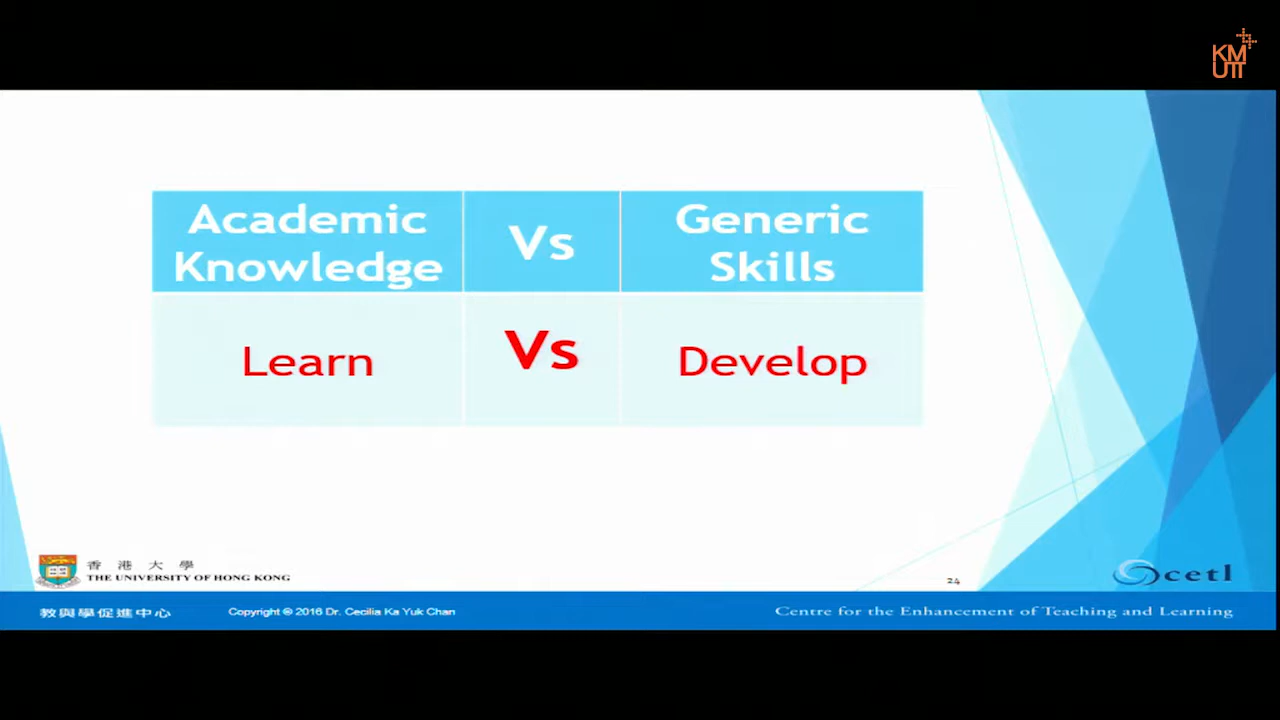 KM
UTT
Academic Knowledge
Vs
Generic Skills
Learn
Vs
Develop
香港大學
THE UNIVERSITY OF HONG KONG
24
cetl
教與學促進中心
Copyright © 2016 Dr. Cecilia Ka Yuk Chan
Centre for the Enhancement of Teaching and Learning